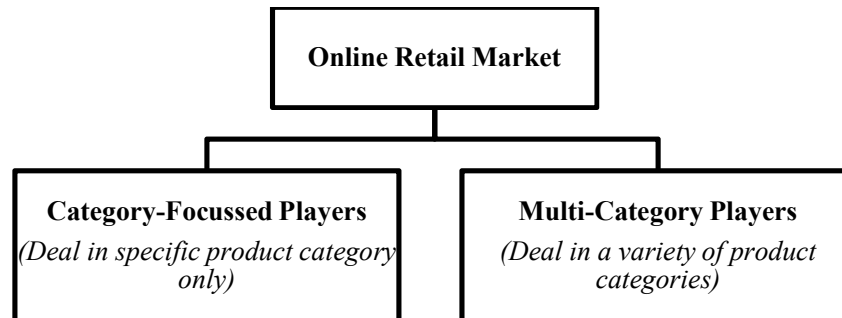 Online Retail Market
Category-Focussed Players
(Deal in specific product category
only)
Multi-Category Players
(Deal in a variety of product
categories)